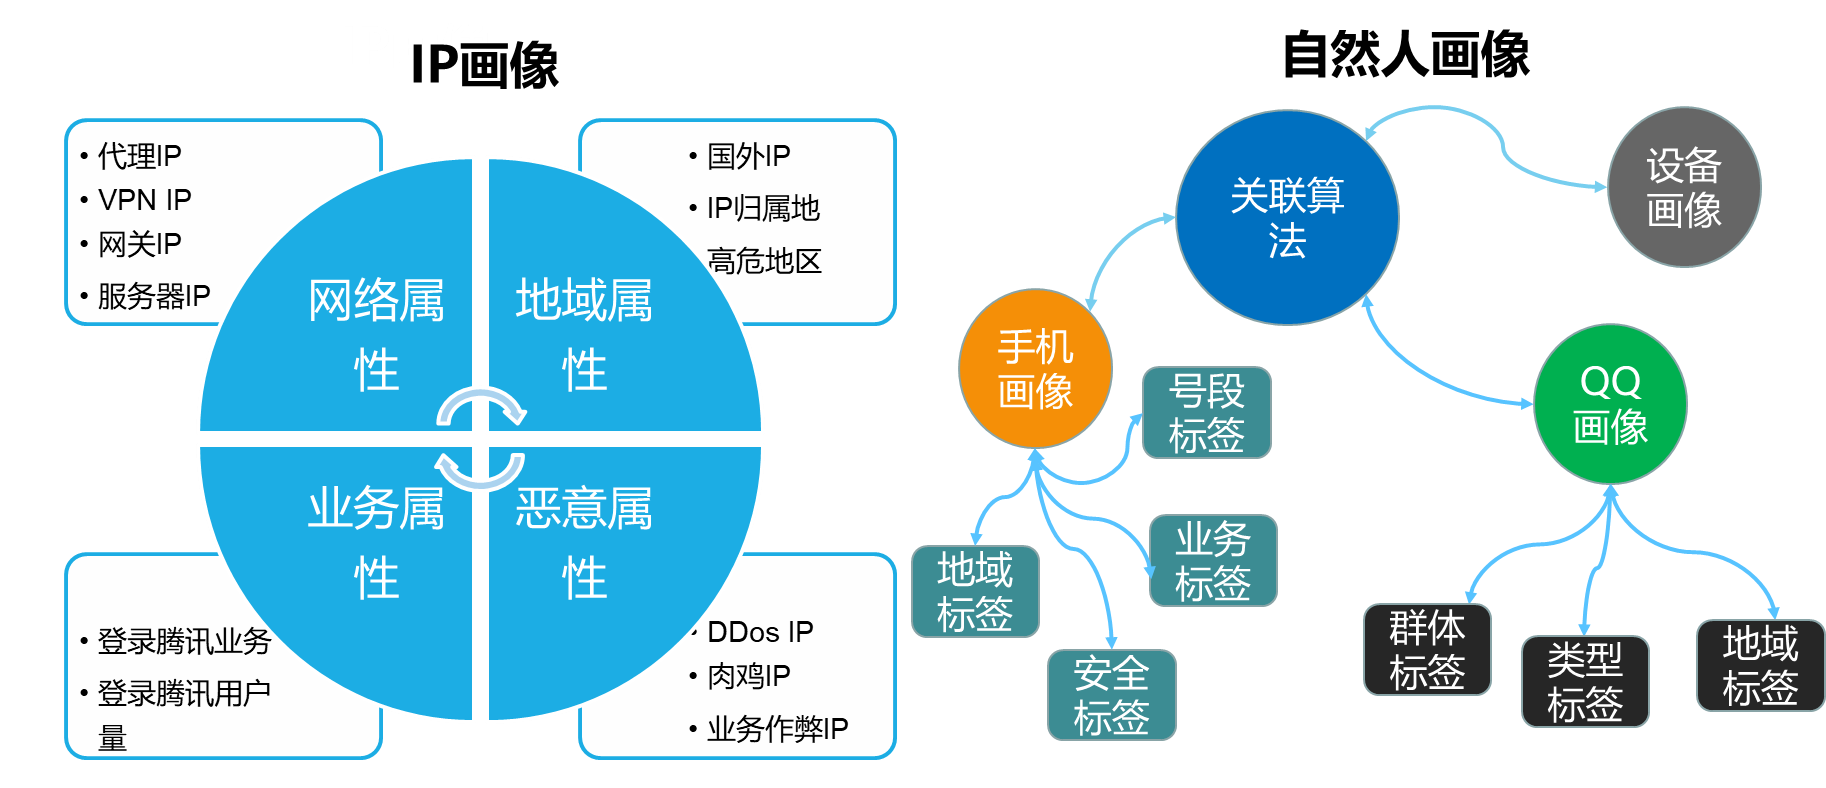 IP画像
• 代理IP
• VPN IP
• 网关IP
• 服务器IP
• 国外IP
• IP归属地
高危地区
网络属
性
地域属
性
业务属
性
恶意属
性
• 登录腾讯业务
• 登录腾讯用户
量
• DDos IP
• 肉鸡IP
• 业务作弊IP
自然人画像
关联算
法
设备
画像
手机
画像
QQ
画像
号段
标签
业务
标签
地域
标签
安全
标签
群体
标签
类型
标签
地域
标签